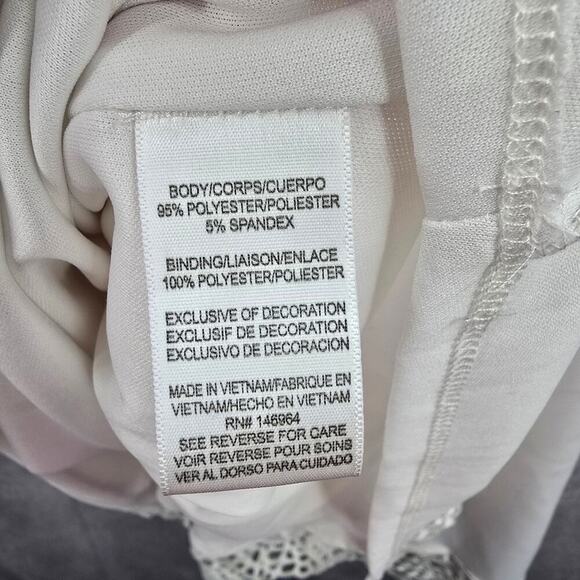 BODY/CORPS/CUERPO
95% POLYESTER/POLIESTER
5% SPANDEX
BINDING/LIAISON/ENLACE
100% POLYESTER/POLIESTER
EXCLUSIVE OF DECORATION
EXCLUSIF DE DECORATION
EXCLUSIVO DE DECORACION
MADE IN VIETNAM/FABRIQUE EN
VIETNAM/HECHO EN VIETNAM
RN# 146964
SEE REVERSE FOR CARE
VOIR REVERSE POUR SOINS
VER AL DORSO PARA CUIDADO